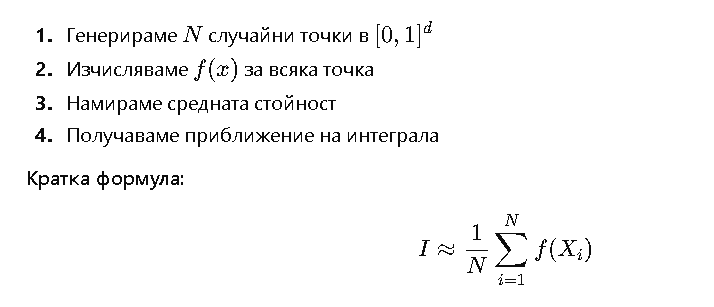 1. Генерираме N случайни точки в [0, 1]^d
2. Изчисляваме f(x) за всяка точка
3. Намираме средната стойност
4. Получаваме приближение на интеграла
Кратка формула:
I ≈ \frac{1}{N} \sum_{i=1}^{N} f(X_i)